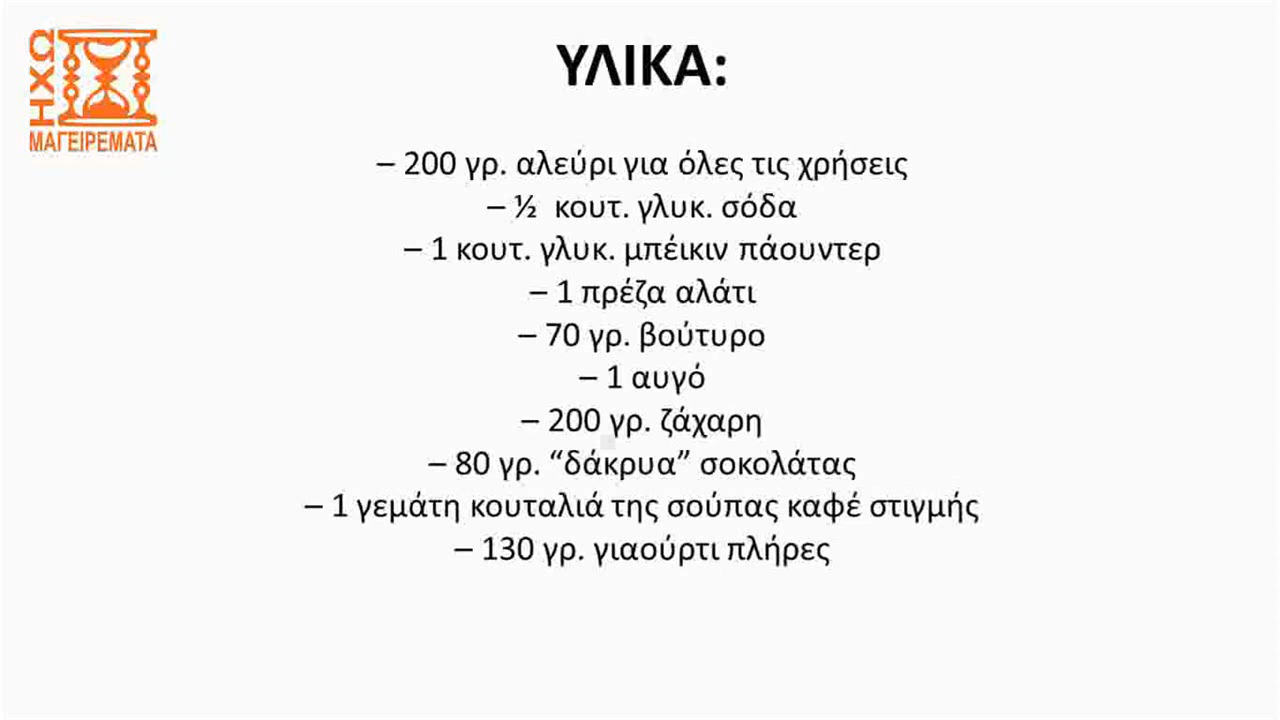 ΗΧΩ
ΜΑΓΕΙΡΕΜΑΤΑ
ΥΛΙΚΑ:
– 200 γρ. αλεύρι για όλες τις χρήσεις
– ½ κουτ. γλυκ. σόδα
– 1 κουτ. γλυκ. μπέικιν πάουντερ
– 1 πρέζα αλάτι
– 70 γρ. βούτυρο
– 1 αυγό
– 200 γρ. ζάχαρη
– 80 γρ. “δάκρυα” σοκολάτας
– 1 γεμάτη κουταλιά της σούπας καφέ στιγμής
– 130 γρ. γιαούρτι πλήρες